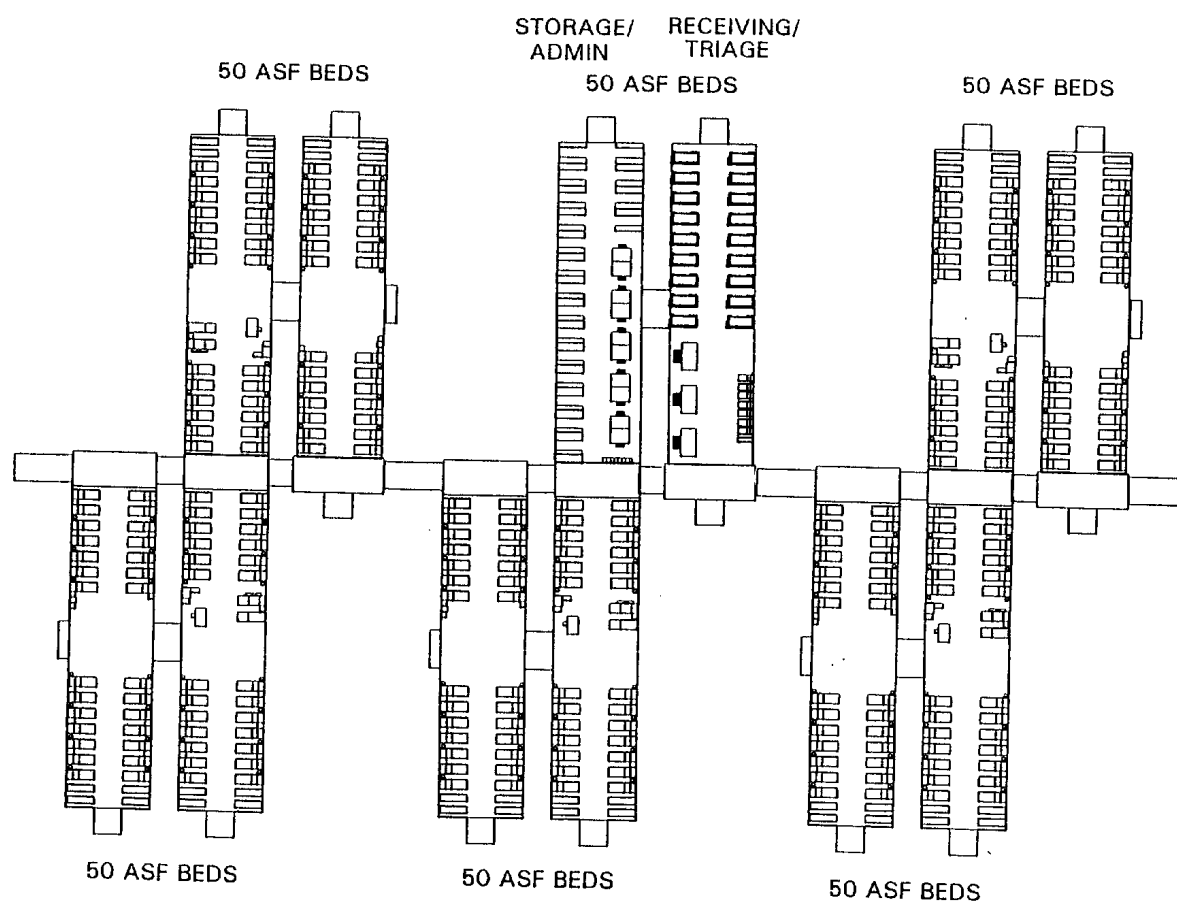 STORAGE/
ADMIN
RECEIVING/
TRIAGE
50 ASF BEDS
50 ASF BEDS
50 ASF BEDS
50 ASF BEDS
50 ASF BEDS
50 ASF BEDS